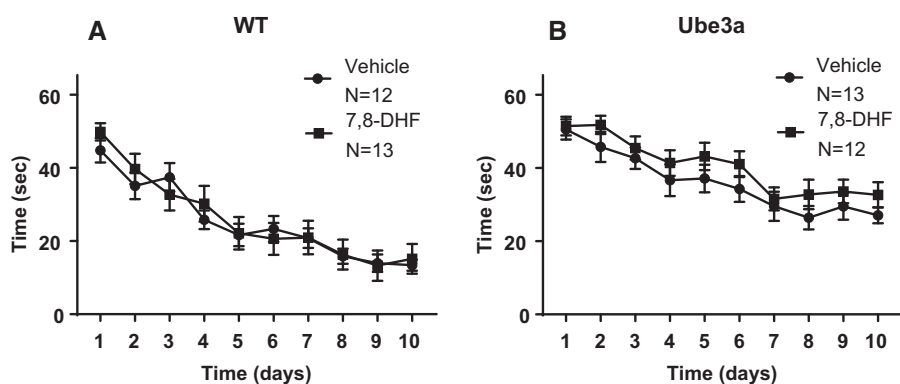 A
WT
Vehicle
N=12
7,8-DHF
N=13
60
40
20
0
Time (sec)
1 2 3 4 5 6 7 8 9 10
Time (days)
B
Ube3a
Vehicle
N=13
7,8-DHF
N=12
60
40
20
0
Time (sec)
1 2 3 4 5 6 7 8 9 10
Time (days)